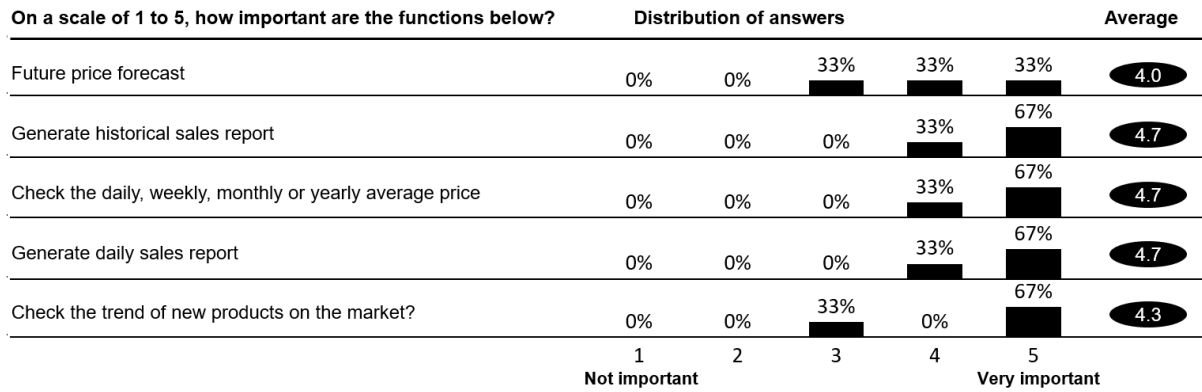 On a scale of 1 to 5, how important are the functions below? Distribution of answers Average
Future price forecast 0% 0% 33% 33% 33% 4.0
Generate historical sales report 0% 0% 0% 33% 67% 4.7
Check the daily, weekly, monthly or yearly average price 0% 0% 0% 33% 67% 4.7
Generate daily sales report 0% 0% 0% 33% 67% 4.7
Check the trend of new products on the market? 0% 0% 33% 0% 67% 4.3
1 2 3 4 5
Not important Very important